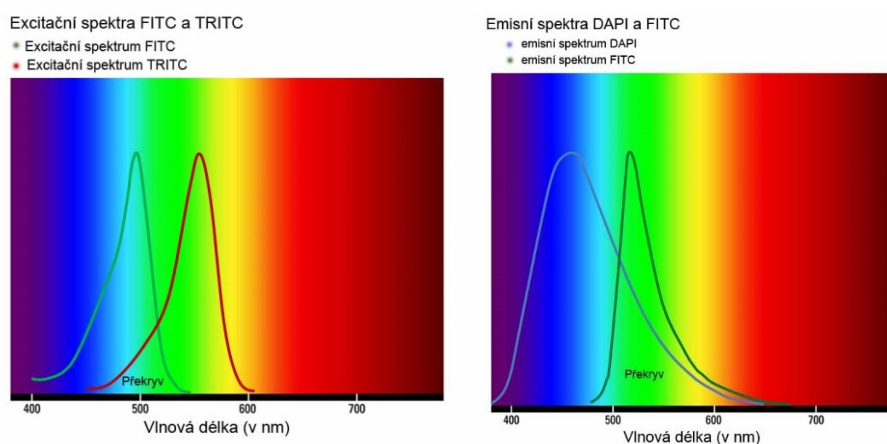 Excitační spektra FITC a TRITC
Excitační spektrum FITC
Excitační spektrum TRITC
Překryv
400 500 600 700
Vlnová délka (v nm)
Emisní spektra DAPI a FITC
emisní spektrum DAPI
emisní spektrum FITC
Překryv
400 500 600 700
Vlnová délka (v nm)